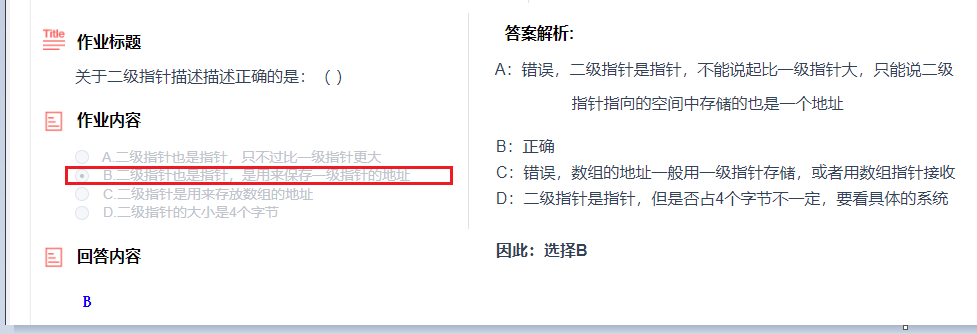 Title 作业标题
关于二级指针描述描述正确的是：（ ）
作业内容
A.二级指针也是指针，只不过比一级指针更大
B.二级指针也是指针，是用来保存一级指针的地址
C.二级指针是用来存放数组的地址
D.二级指针的大小是4个字节
回答内容
B
答案解析：
A：错误，二级指针是指针，不能说起比一级指针大，只能说二级
指针指向的空间中存储的也是一个地址
B：正确
C：错误，数组的地址一般用一级指针存储，或者用数组指针接收
D：二级指针是指针，但是否占4个字节不一定，要看具体的系统
因此：选择B